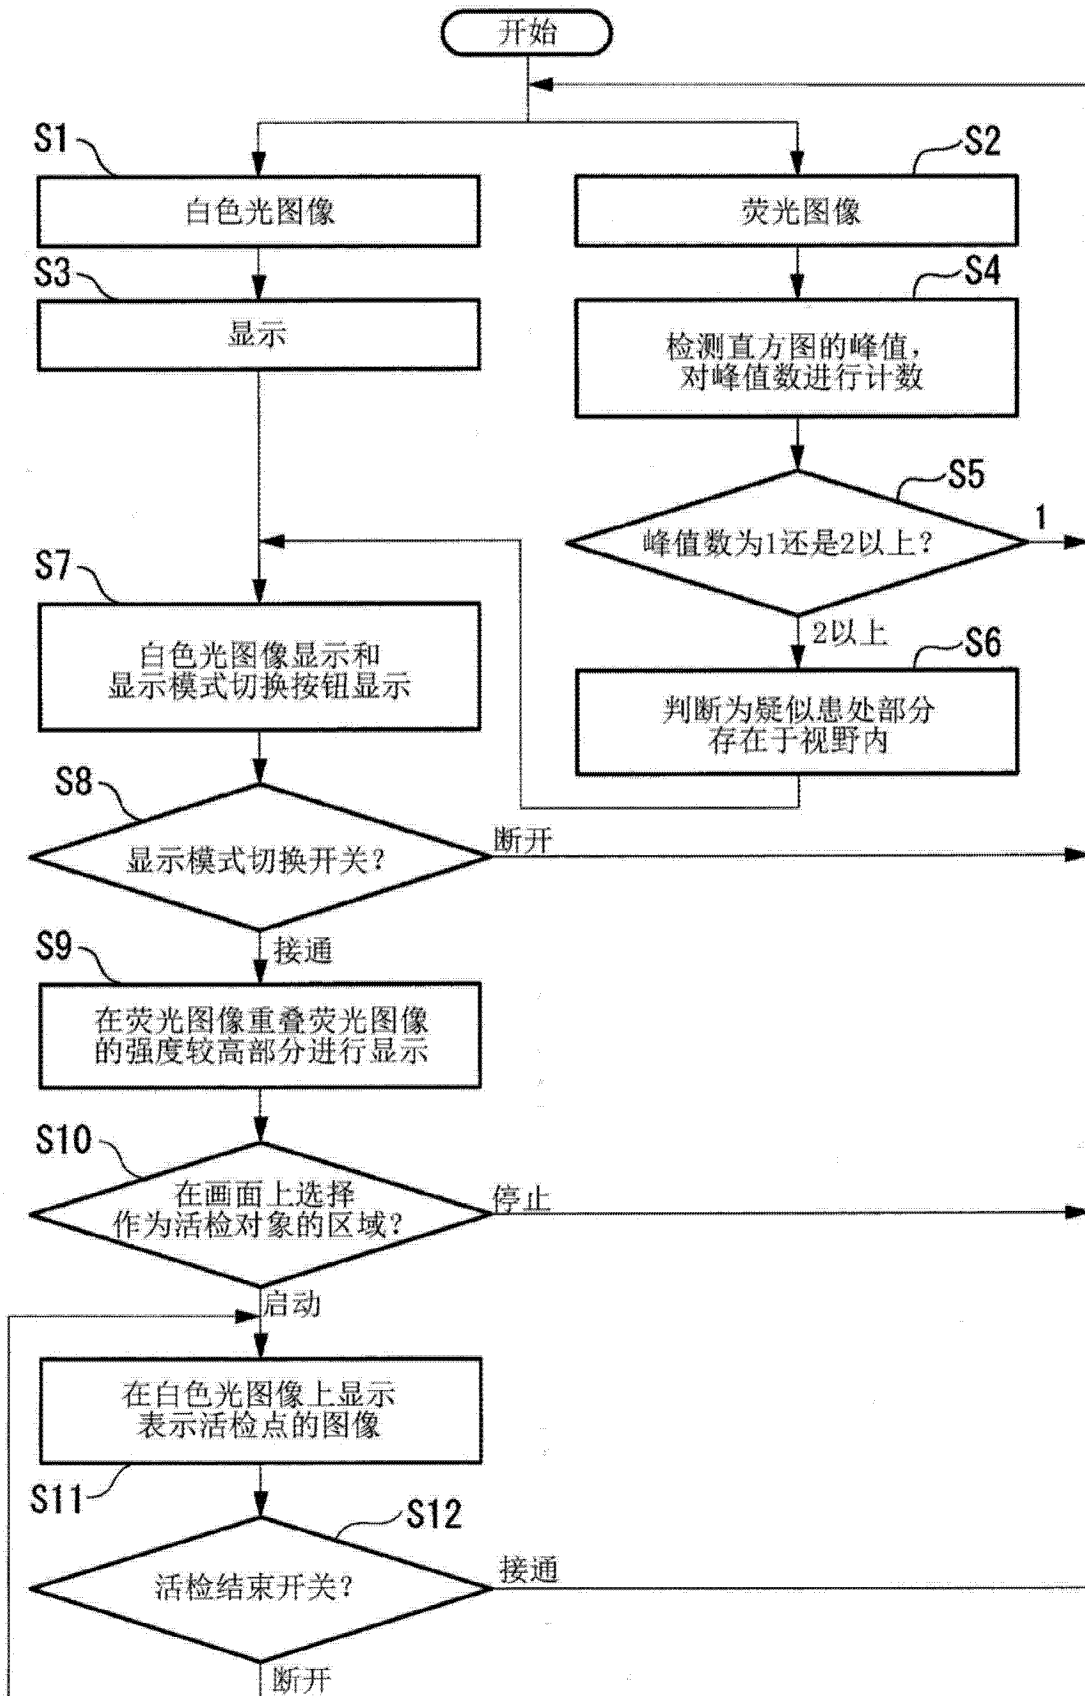 开始
S1
S2
白色光图像
荧光图像
S3
S4
显示
检测直方图的峰值，
对峰值数进行计数
S5
峰值数为1还是2以上？
1
2以上
S6
判断为疑似患处部分
存在于视野内
S7
白色光图像显示和
显示模式切换按钮显示
S8
显示模式切换开关？
断开
接通
S9
在荧光图像重叠荧光图像
的强度较高部分进行显示
S10
在画面上选择
作为活检对象的区域？
停止
启动
在白色光图像上显示
表示活检点的图像
S11
S12
活检结束开关？
接通
断开